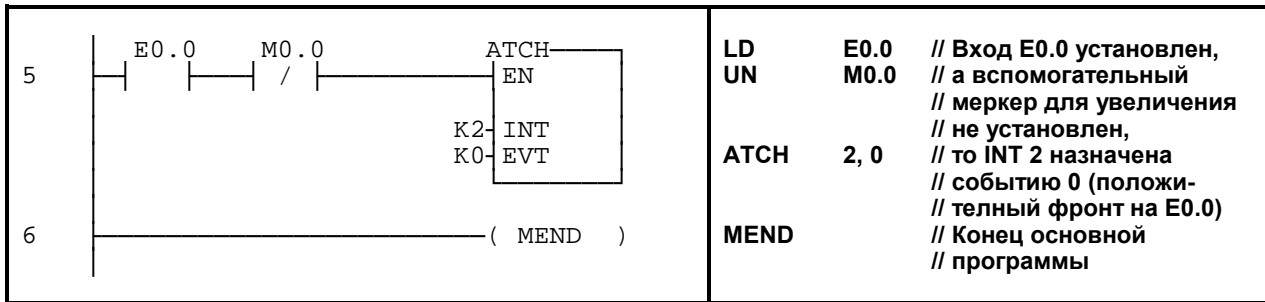 E0.0 M0.0 ATCH
5 / EN
K2 INT
K0 EVT
6 ( MEND )
LD E0.0 // Вход E0.0 установлен,
UN M0.0 // а вспомогательный
// меркер для увеличения
// не установлен,
ATCH 2, 0 // то INT 2 назначена
// событию 0 (положи-
// телный фронт на E0.0)
MEND // Конец основной
// программы